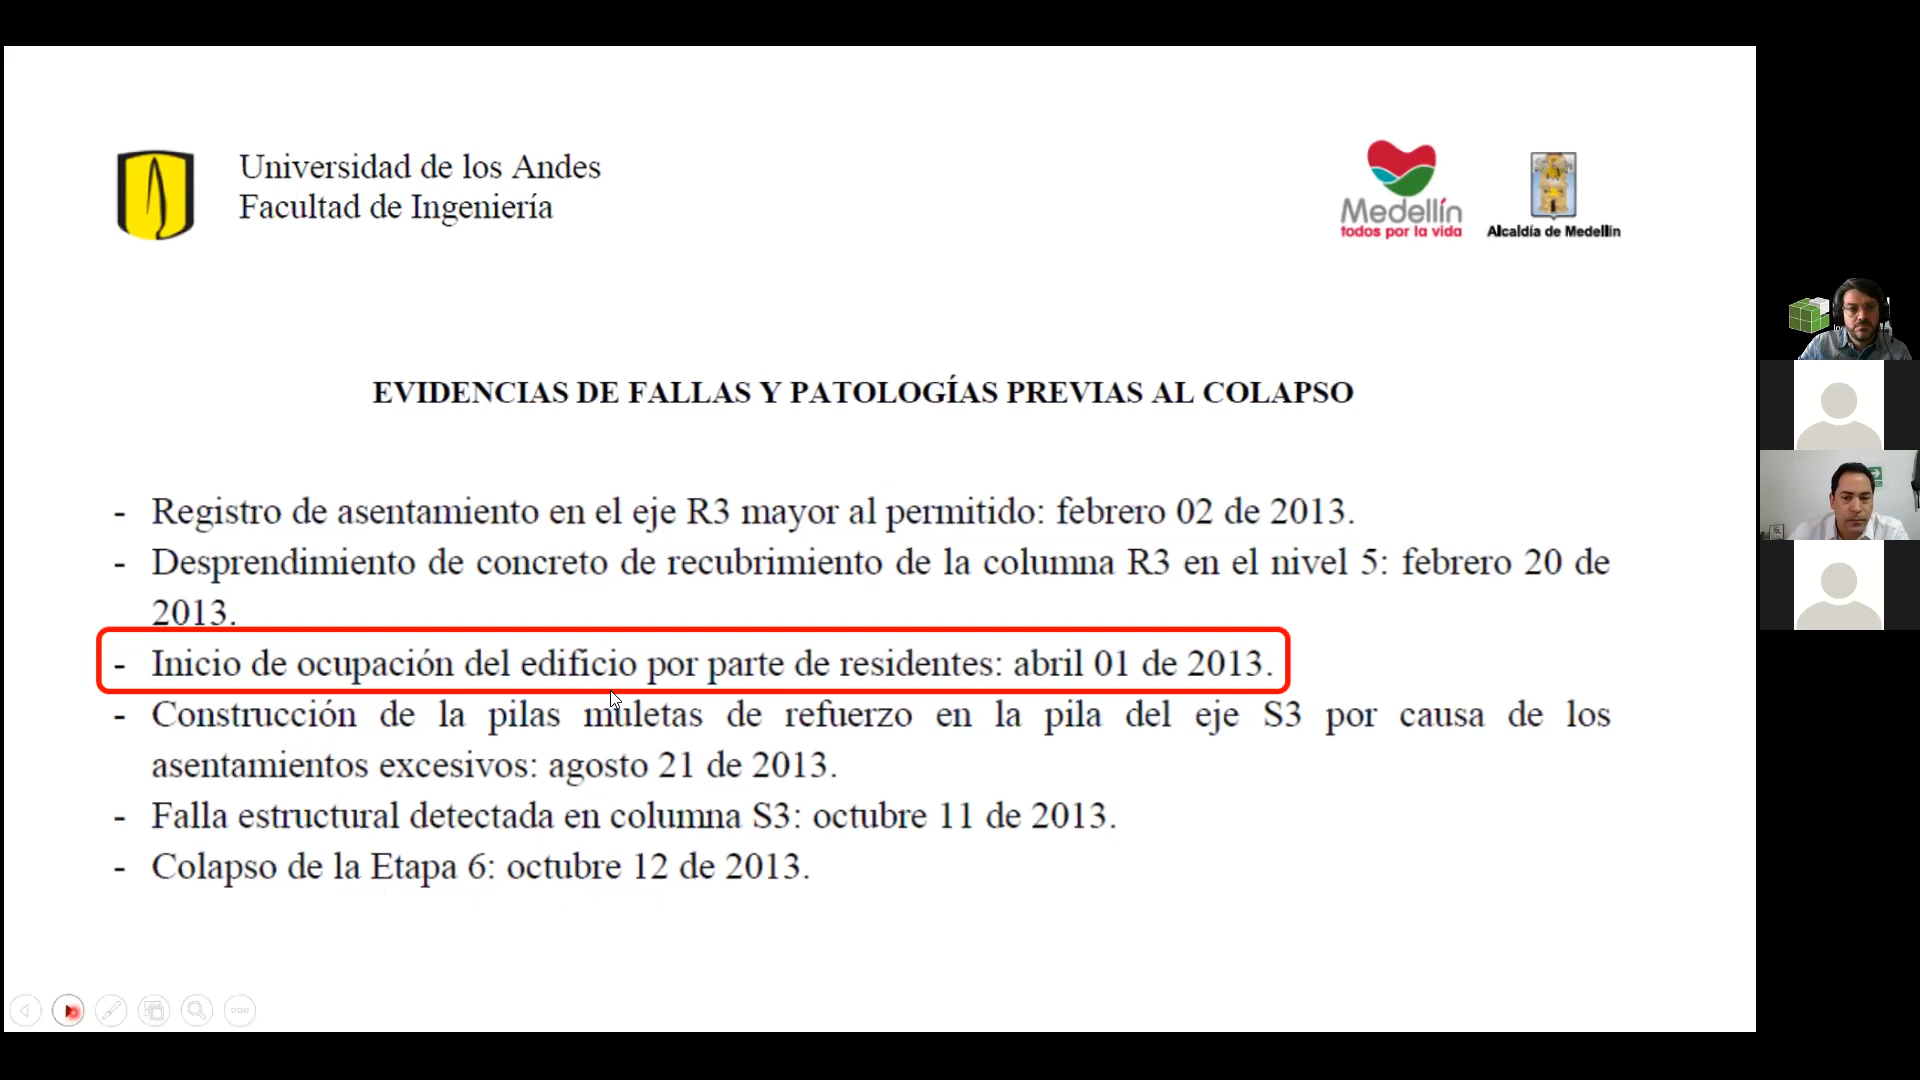 Universidad de los Andes
Facultad de Ingeniería
Medellín
todos por la vida
Alcaldía de Medellín
EVIDENCIAS DE FALLAS Y PATOLOGÍAS PREVIAS AL COLAPSO
- Registro de asentamiento en el eje R3 mayor al permitido: febrero 02 de 2013.
- Desprendimiento de concreto de recubrimiento de la columna R3 en el nivel 5: febrero 20 de
2013.
- Inicio de ocupación del edificio por parte de residentes: abril 01 de 2013.
- Construcción de la pilas muletas de refuerzo en la pila del eje S3 por causa de los
asentamientos excesivos: agosto 21 de 2013.
- Falla estructural detectada en columna S3: octubre 11 de 2013.
- Colapso de la Etapa 6: octubre 12 de 2013.